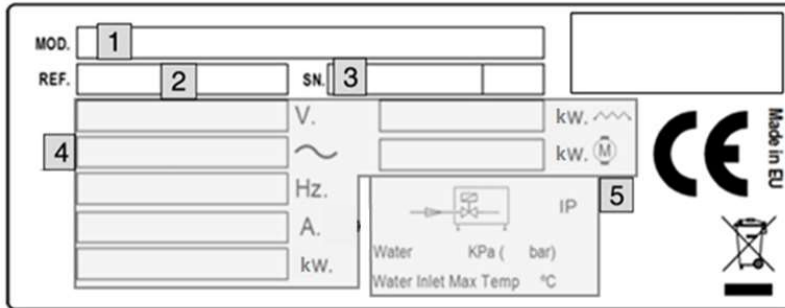 MOD. 1
REF. 2 SN. 3
V. kW.
4 kW. M
Hz. 5
IP
A.
Water KPa ( bar)
kW.
Water Inlet Max Temp ºC
CE
Made in EU